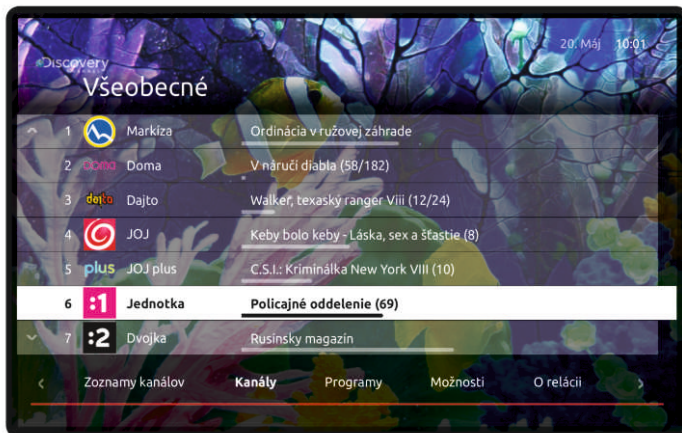 20. Máj 10:01
Discovery
CHANNEL
Všeobecné
1 Markíza Ordinácia v ružovej záhrade
2 doma Doma V náručí diabla (58/182)
3 dajto Dajto Walker, texaský ranger Viii (12/24)
4 JOJ Keby bolo keby - Láska, sex a šťastie (8)
5 plus JOJ plus C.S.I.: Kriminálka New York VIII (10)
6 :1 Jednotka Policajné oddelenie (69)
7 :2 Dvojka Rusínsky magazín
Zoznamy kanálov Kanály Programy Možnosti O relácii